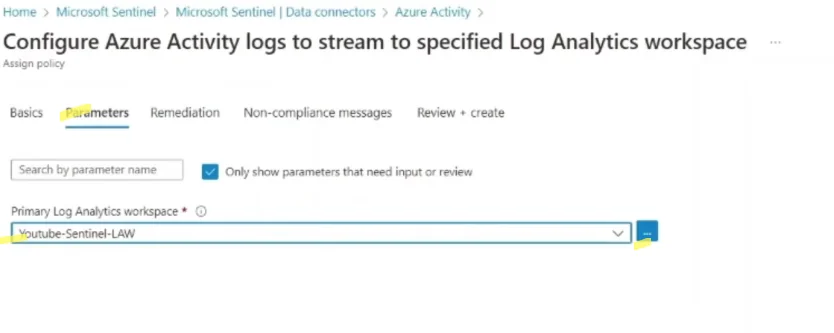 Home > Microsoft Sentinel > Microsoft Sentinel | Data connectors > Azure Activity >
Configure Azure Activity logs to stream to specified Log Analytics workspace ...
Assign policy
Basics Parameters Remediation Non-compliance messages Review + create
Search by parameter name Only show parameters that need input or review
Primary Log Analytics workspace *
Youtube-Sentinel-LAW ...